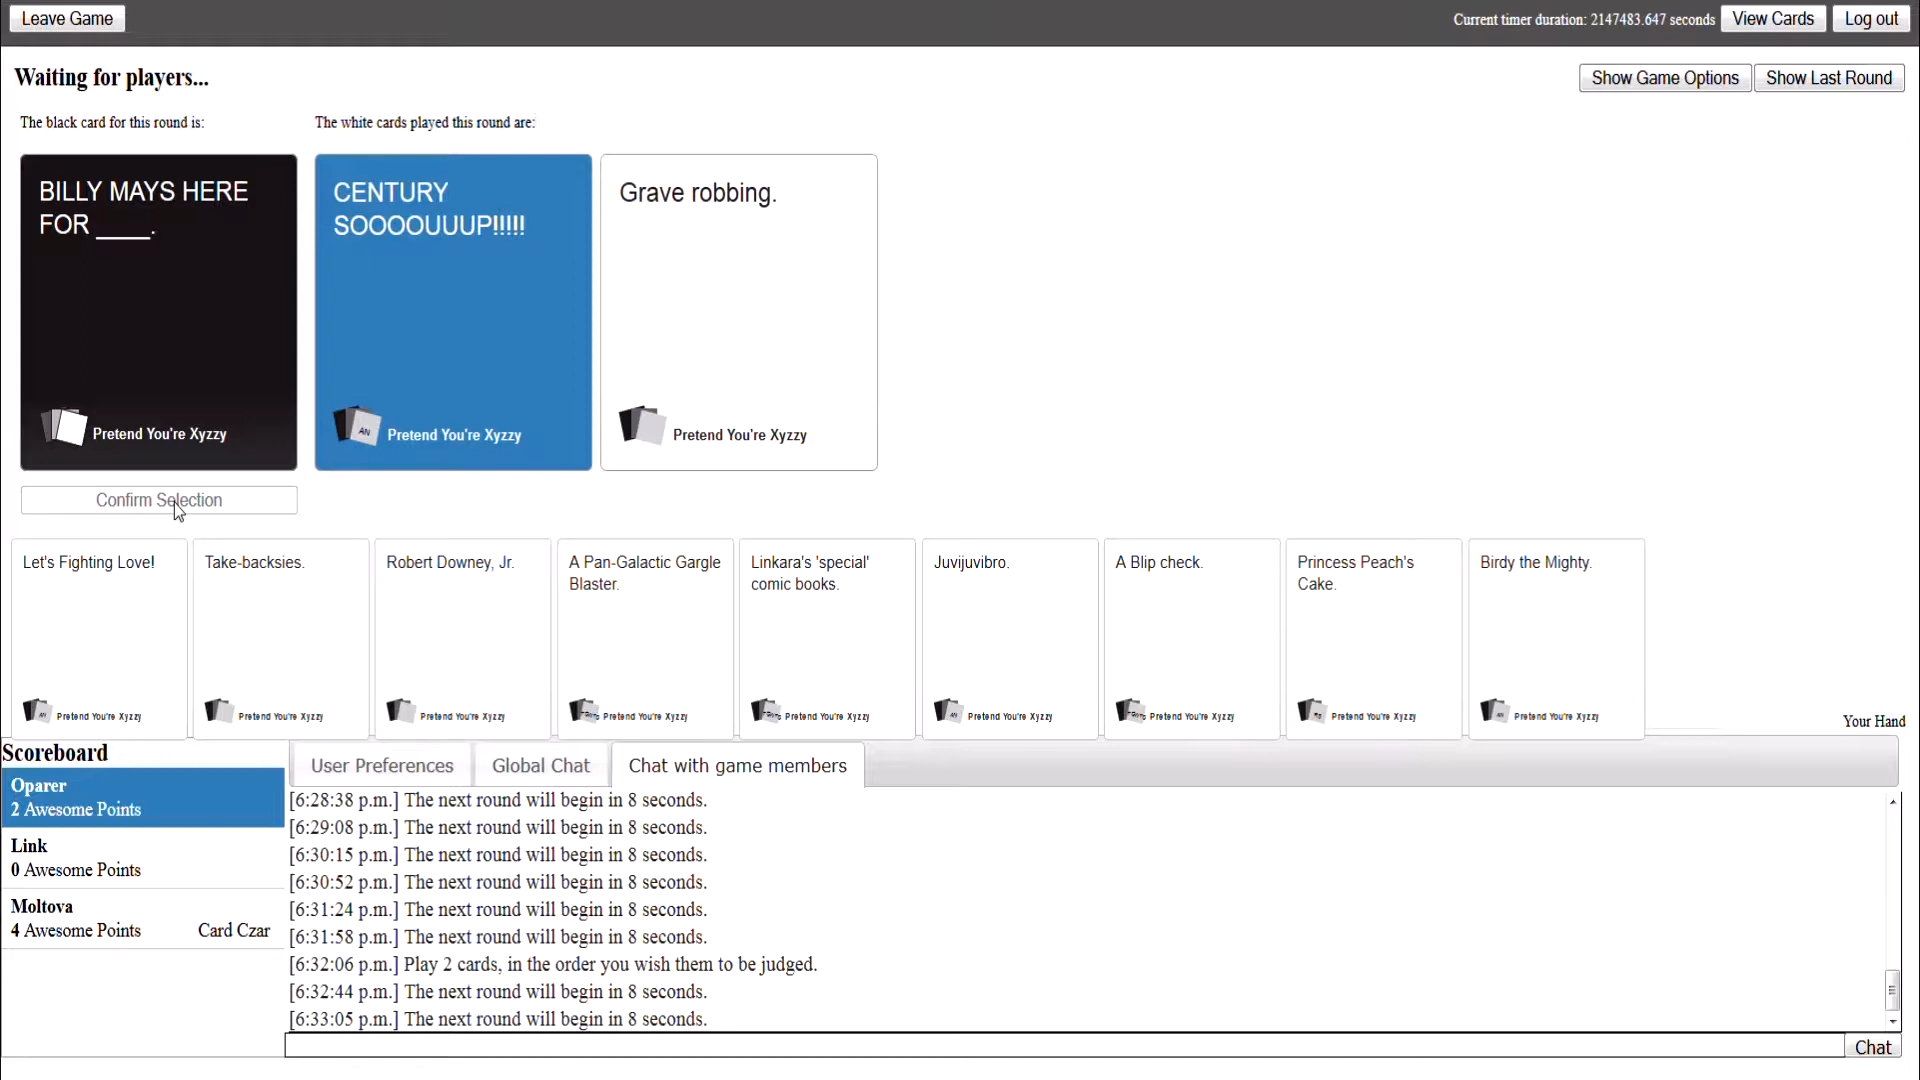 Leave Game
Current timer duration: 2147483.647 seconds
View Cards
Log out
Waiting for players...
Show Game Options
Show Last Round
The black card for this round is:
The white cards played this round are:
BILLY MAYS HERE
FOR ____.
Pretend You're Xyzzy
CENTURY
SOOOOUUUP!!!!!
AN
Pretend You're Xyzzy
Grave robbing.
Pretend You're Xyzzy
Confirm Selection
Let's Fighting Love!
AN
Pretend You're Xyzzy
Take-backsies.
Pretend You're Xyzzy
Robert Downey, Jr.
Pretend You're Xyzzy
A Pan-Galactic Gargle
Blaster.
Pretend You're Xyzzy
Linkara's 'special'
comic books.
Pretend You're Xyzzy
Juvijuvibro.
AN
Pretend You're Xyzzy
A Blip check.
Pretend You're Xyzzy
Princess Peach's
Cake.
Pretend You're Xyzzy
Birdy the Mighty.
AN
Pretend You're Xyzzy
Your Hand
Scoreboard
Oparer
2 Awesome Points
Link
0 Awesome Points
Moltova
4 Awesome Points
Card Czar
User Preferences
Global Chat
Chat with game members
[6:28:38 p.m.] The next round will begin in 8 seconds.
[6:29:08 p.m.] The next round will begin in 8 seconds.
[6:30:15 p.m.] The next round will begin in 8 seconds.
[6:30:52 p.m.] The next round will begin in 8 seconds.
[6:31:24 p.m.] The next round will begin in 8 seconds.
[6:31:58 p.m.] The next round will begin in 8 seconds.
[6:32:06 p.m.] Play 2 cards, in the order you wish them to be judged.
[6:32:44 p.m.] The next round will begin in 8 seconds.
[6:33:05 p.m.] The next round will begin in 8 seconds.
Chat